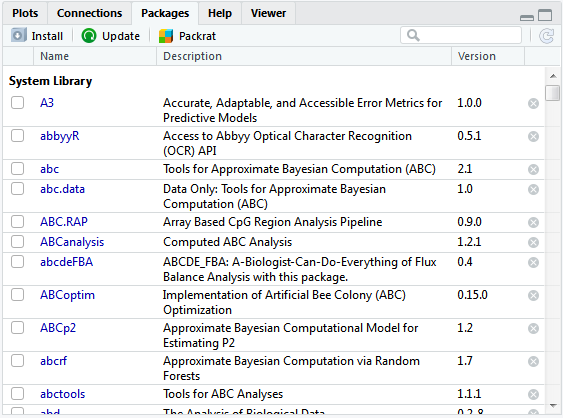 Plots Connections Packages Help Viewer
Install Update Packrat
Name Description Version
System Library
A3 Accurate, Adaptable, and Accessible Error Metrics for 1.0.0
Predictive Models
abbyyR Access to Abbyy Optical Character Recognition 0.5.1
(OCR) API
abc Tools for Approximate Bayesian Computation (ABC) 2.1
abc.data Data Only: Tools for Approximate Bayesian 1.0
Computation (ABC)
ABC.RAP Array Based CpG Region Analysis Pipeline 0.9.0
ABCanalysis Computed ABC Analysis 1.2.1
abcdeFBA ABCDE_FBA: A-Biologist-Can-Do-Everything of Flux 0.4
Balance Analysis with this package.
ABCoptim Implementation of Artificial Bee Colony (ABC) 0.15.0
Optimization
ABCp2 Approximate Bayesian Computational Model for 1.2
Estimating P2
abcrf Approximate Bayesian Computation via Random 1.7
Forests
abctools Tools for ABC Analyses 1.1.1
abd The Analysis of Biological Data 0.2-8